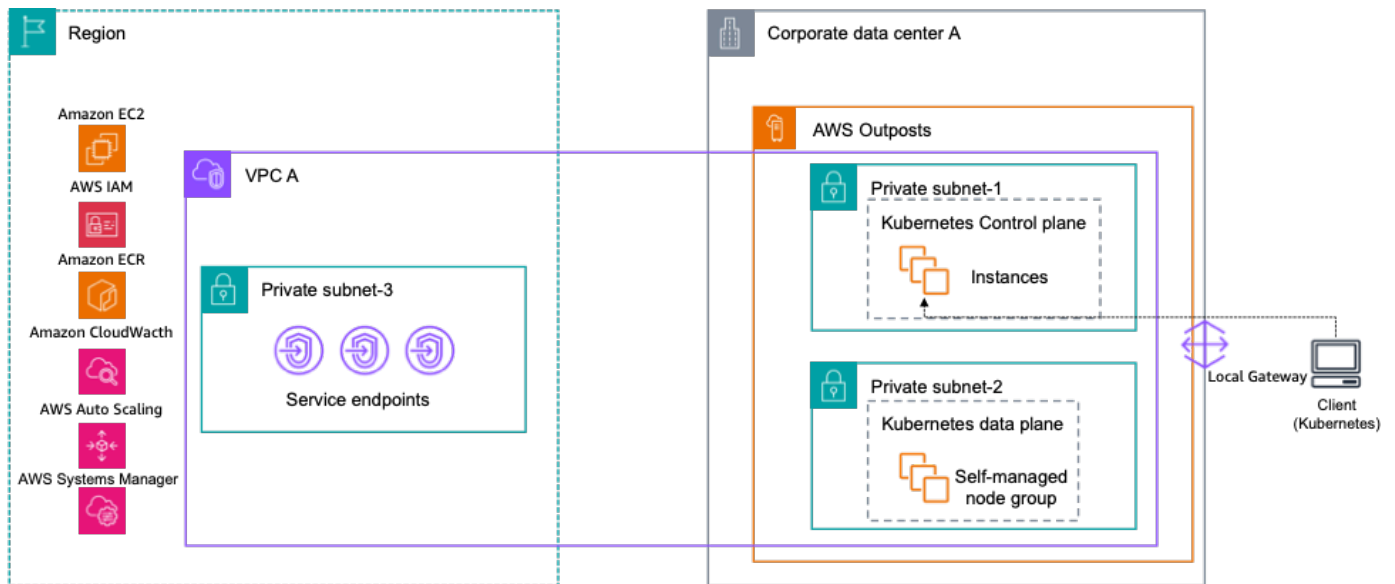 Region
Amazon EC2
AWS IAM
Amazon ECR
Amazon CloudWacth
AWS Auto Scaling
AWS Systems Manager
VPC A
Private subnet-3
Service endpoints
Corporate data center A
AWS Outposts
Private subnet-1
Kubernetes Control plane
Instances
Private subnet-2
Kubernetes data plane
Self-managed
node group
Local Gateway
Client
(Kubernetes)